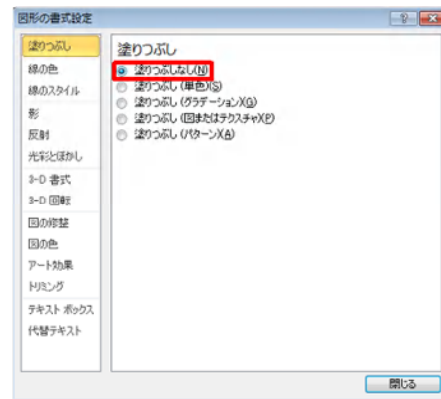 図形の書式設定
塗りつぶし
線の色
線のスタイル
影
反射
光彩とぼかし
3-D 書式
3-D 回転
図の修整
図の色
アート効果
トリミング
テキスト ボックス
代替テキスト
塗りつぶし
塗りつぶしなし(N)
塗りつぶし (単色)(S)
塗りつぶし (グラデーション)(G)
塗りつぶし (図またはテクスチャ)(P)
塗りつぶし (パターン)(A)
閉じる